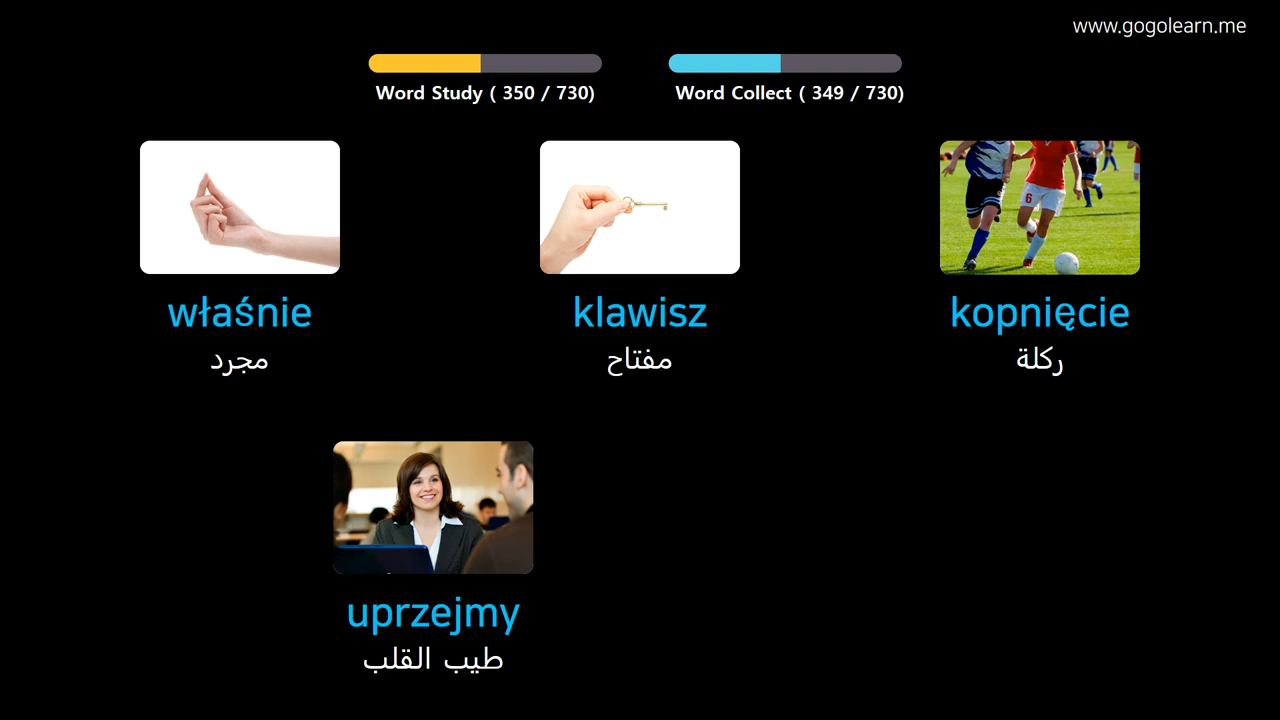 www.gogolearn.me
Word Study ( 350 / 730)
Word Collect ( 349 / 730)
właśnie
مجرد
klawisz
مفتاح
kopnięcie
ركلة
uprzejmy
طيب القلب